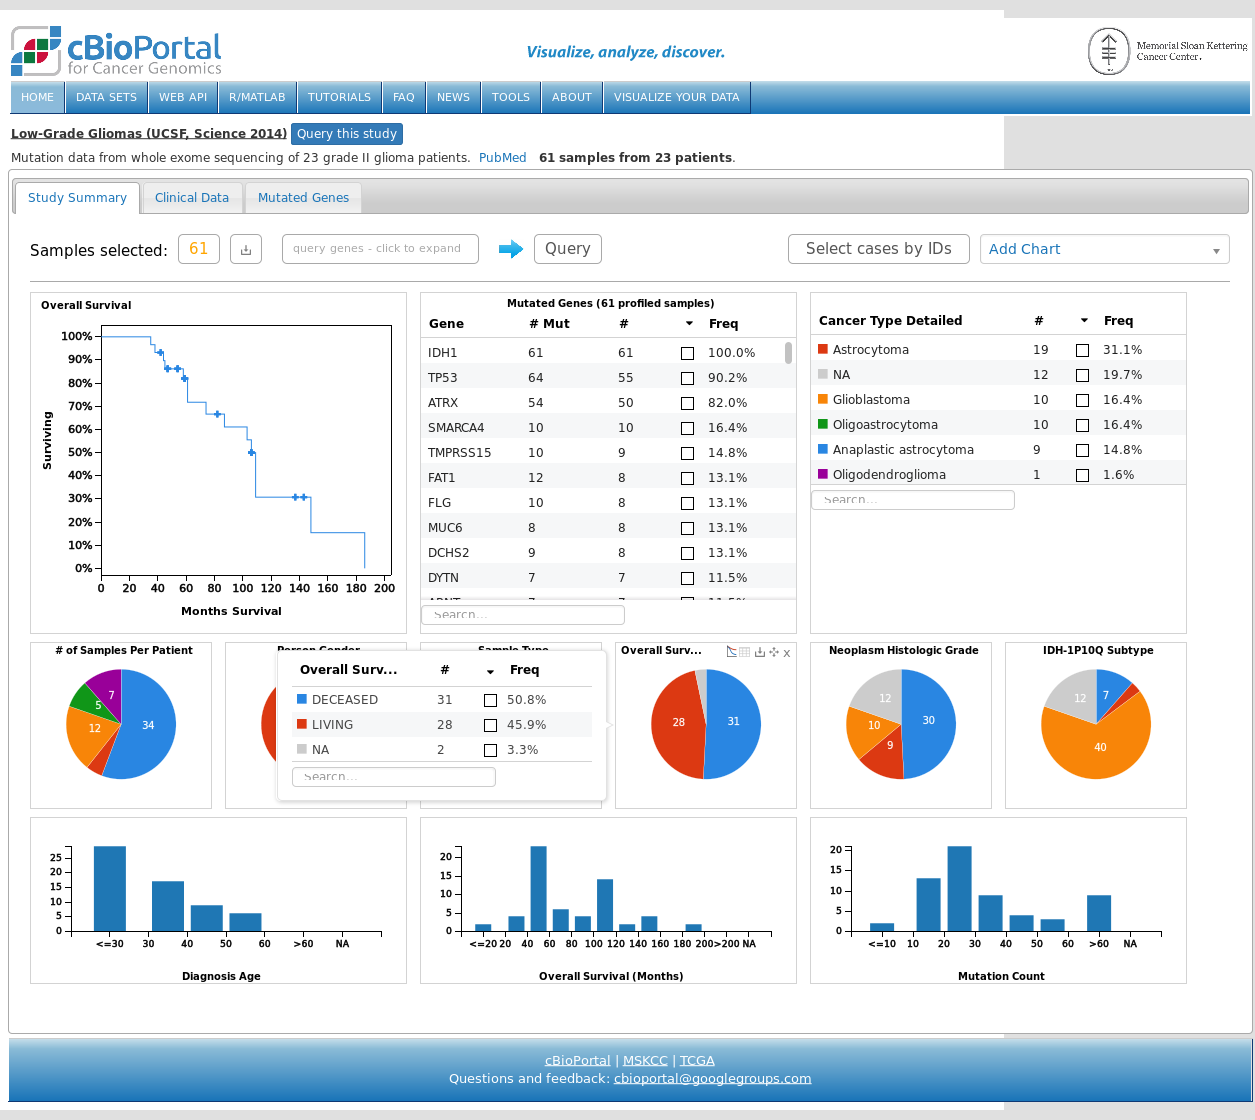 cBioPortal
for Cancer Genomics
Visualize, analyze, discover.
Memorial Sloan Kettering
Cancer Center.
HOME DATA SETS WEB API R/MATLAB TUTORIALS FAQ NEWS TOOLS ABOUT VISUALIZE YOUR DATA
Low-Grade Gliomas (UCSF, Science 2014) Query this study
Mutation data from whole exome sequencing of 23 grade II glioma patients. PubMed 61 samples from 23 patients.
Study Summary Clinical Data Mutated Genes
Samples selected: 61 query genes - click to expand Query Select cases by IDs Add Chart
Overall Survival
100%
90%
80%
70%
60%
50%
40%
30%
20%
10%
0%
Surviving
0 20 40 60 80 100 120 140 160 180 200
Months Survival
Mutated Genes (61 profiled samples)
Gene # Mut # Freq
IDH1 61 61 100.0%
TP53 64 55 90.2%
ATRX 54 50 82.0%
SMARCA4 10 10 16.4%
TMPRSS15 10 9 14.8%
FAT1 12 8 13.1%
FLG 10 8 13.1%
MUC6 8 8 13.1%
DCHS2 9 8 13.1%
DYTN 7 7 11.5%
Search...
Cancer Type Detailed # Freq
Astrocytoma 19 31.1%
NA 12 19.7%
Glioblastoma 10 16.4%
Oligoastrocytoma 10 16.4%
Anaplastic astrocytoma 9 14.8%
Oligodendroglioma 1 1.6%
Search...
# of Samples Per Patient
34
12
5
7
Person Gender
Sample Type
Overall Surv... # Freq
DECEASED 31 50.8%
LIVING 28 45.9%
NA 2 3.3%
Search...
Overall Surv... x
28 31
Neoplasm Histologic Grade
12
30
10
9
IDH-1P10Q Subtype
12 7
40
25
20
15
10
5
0
<=30 30 40 50 60 >60 NA
Diagnosis Age
20
15
10
5
0
<=20 20 40 60 80 100 120 140 160 180 200 >200 NA
Overall Survival (Months)
20
15
10
5
0
<=10 10 20 30 40 50 60 >60 NA
Mutation Count
cBioPortal | MSKCC | TCGA
Questions and feedback: cbioportal@googlegroups.com